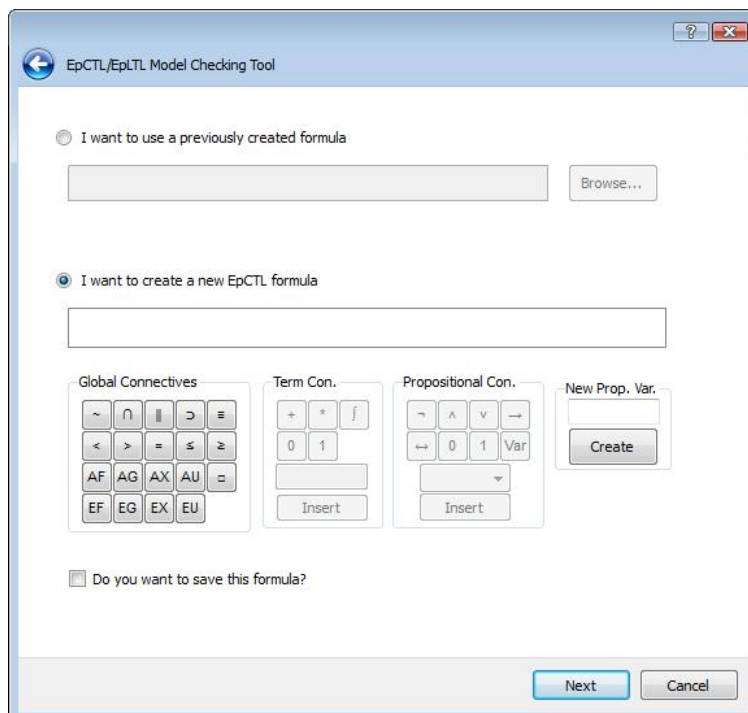 ?
EpCTL/EpLTL Model Checking Tool
I want to use a previously created formula
Browse...
I want to create a new EpCTL formula
Global Connectives
~ ∩ ‖ ⊃ ≡
< > = ≤ ≥
AF AG AX AU □
EF EG EX EU
Term Con.
+ * ∫
0 1
Insert
Propositional Con.
¬ ∧ ∨ →
↔ 0 1 Var
Insert
New Prop. Var.
Create
Do you want to save this formula?
Next Cancel